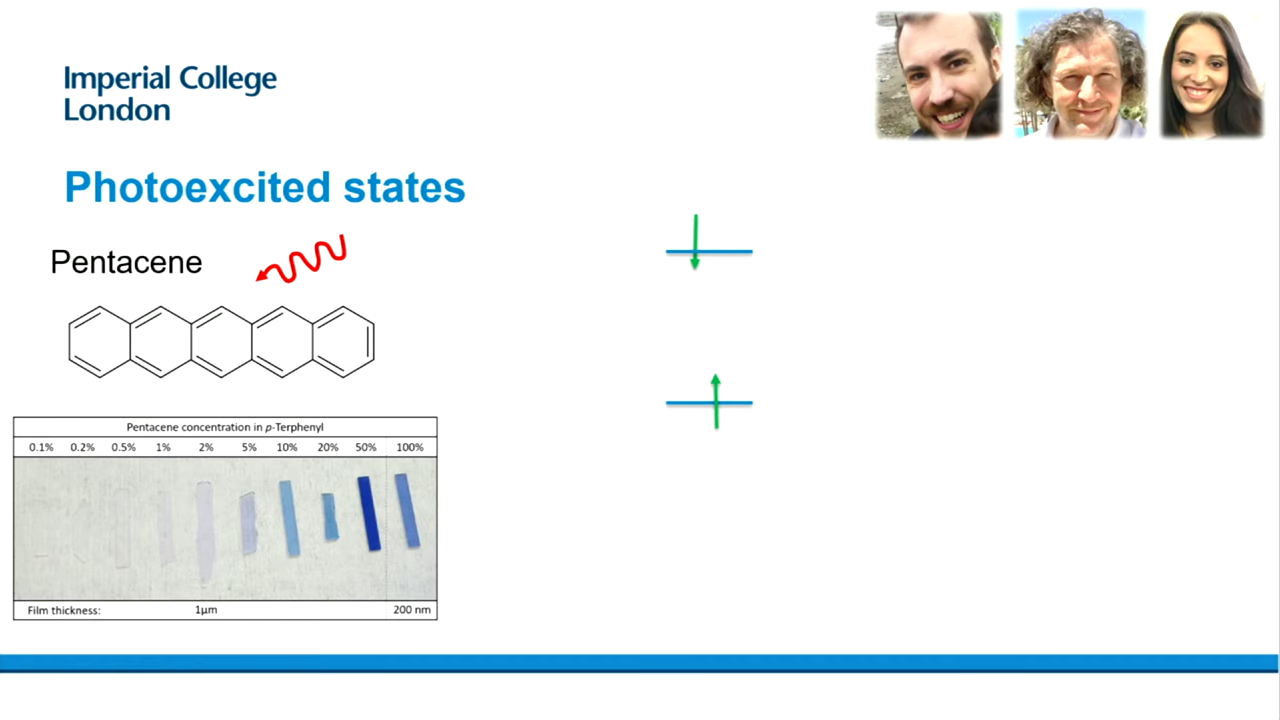 Imperial College
London
Photoexcited states
Pentacene
Pentacene concentration in p-Terphenyl
0.1% 0.2% 0.5% 1% 2% 5% 10% 20% 50% 100%
Film thickness: 1μm 200 nm